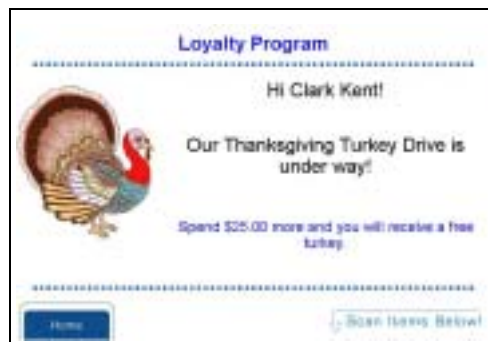 Loyalty Program
Hi Clark Kent!
Our Thanksgiving Turkey Drive is
under way!
Spend $25.00 more and you will receive a free
turkey.
Home
Scan Items Below!